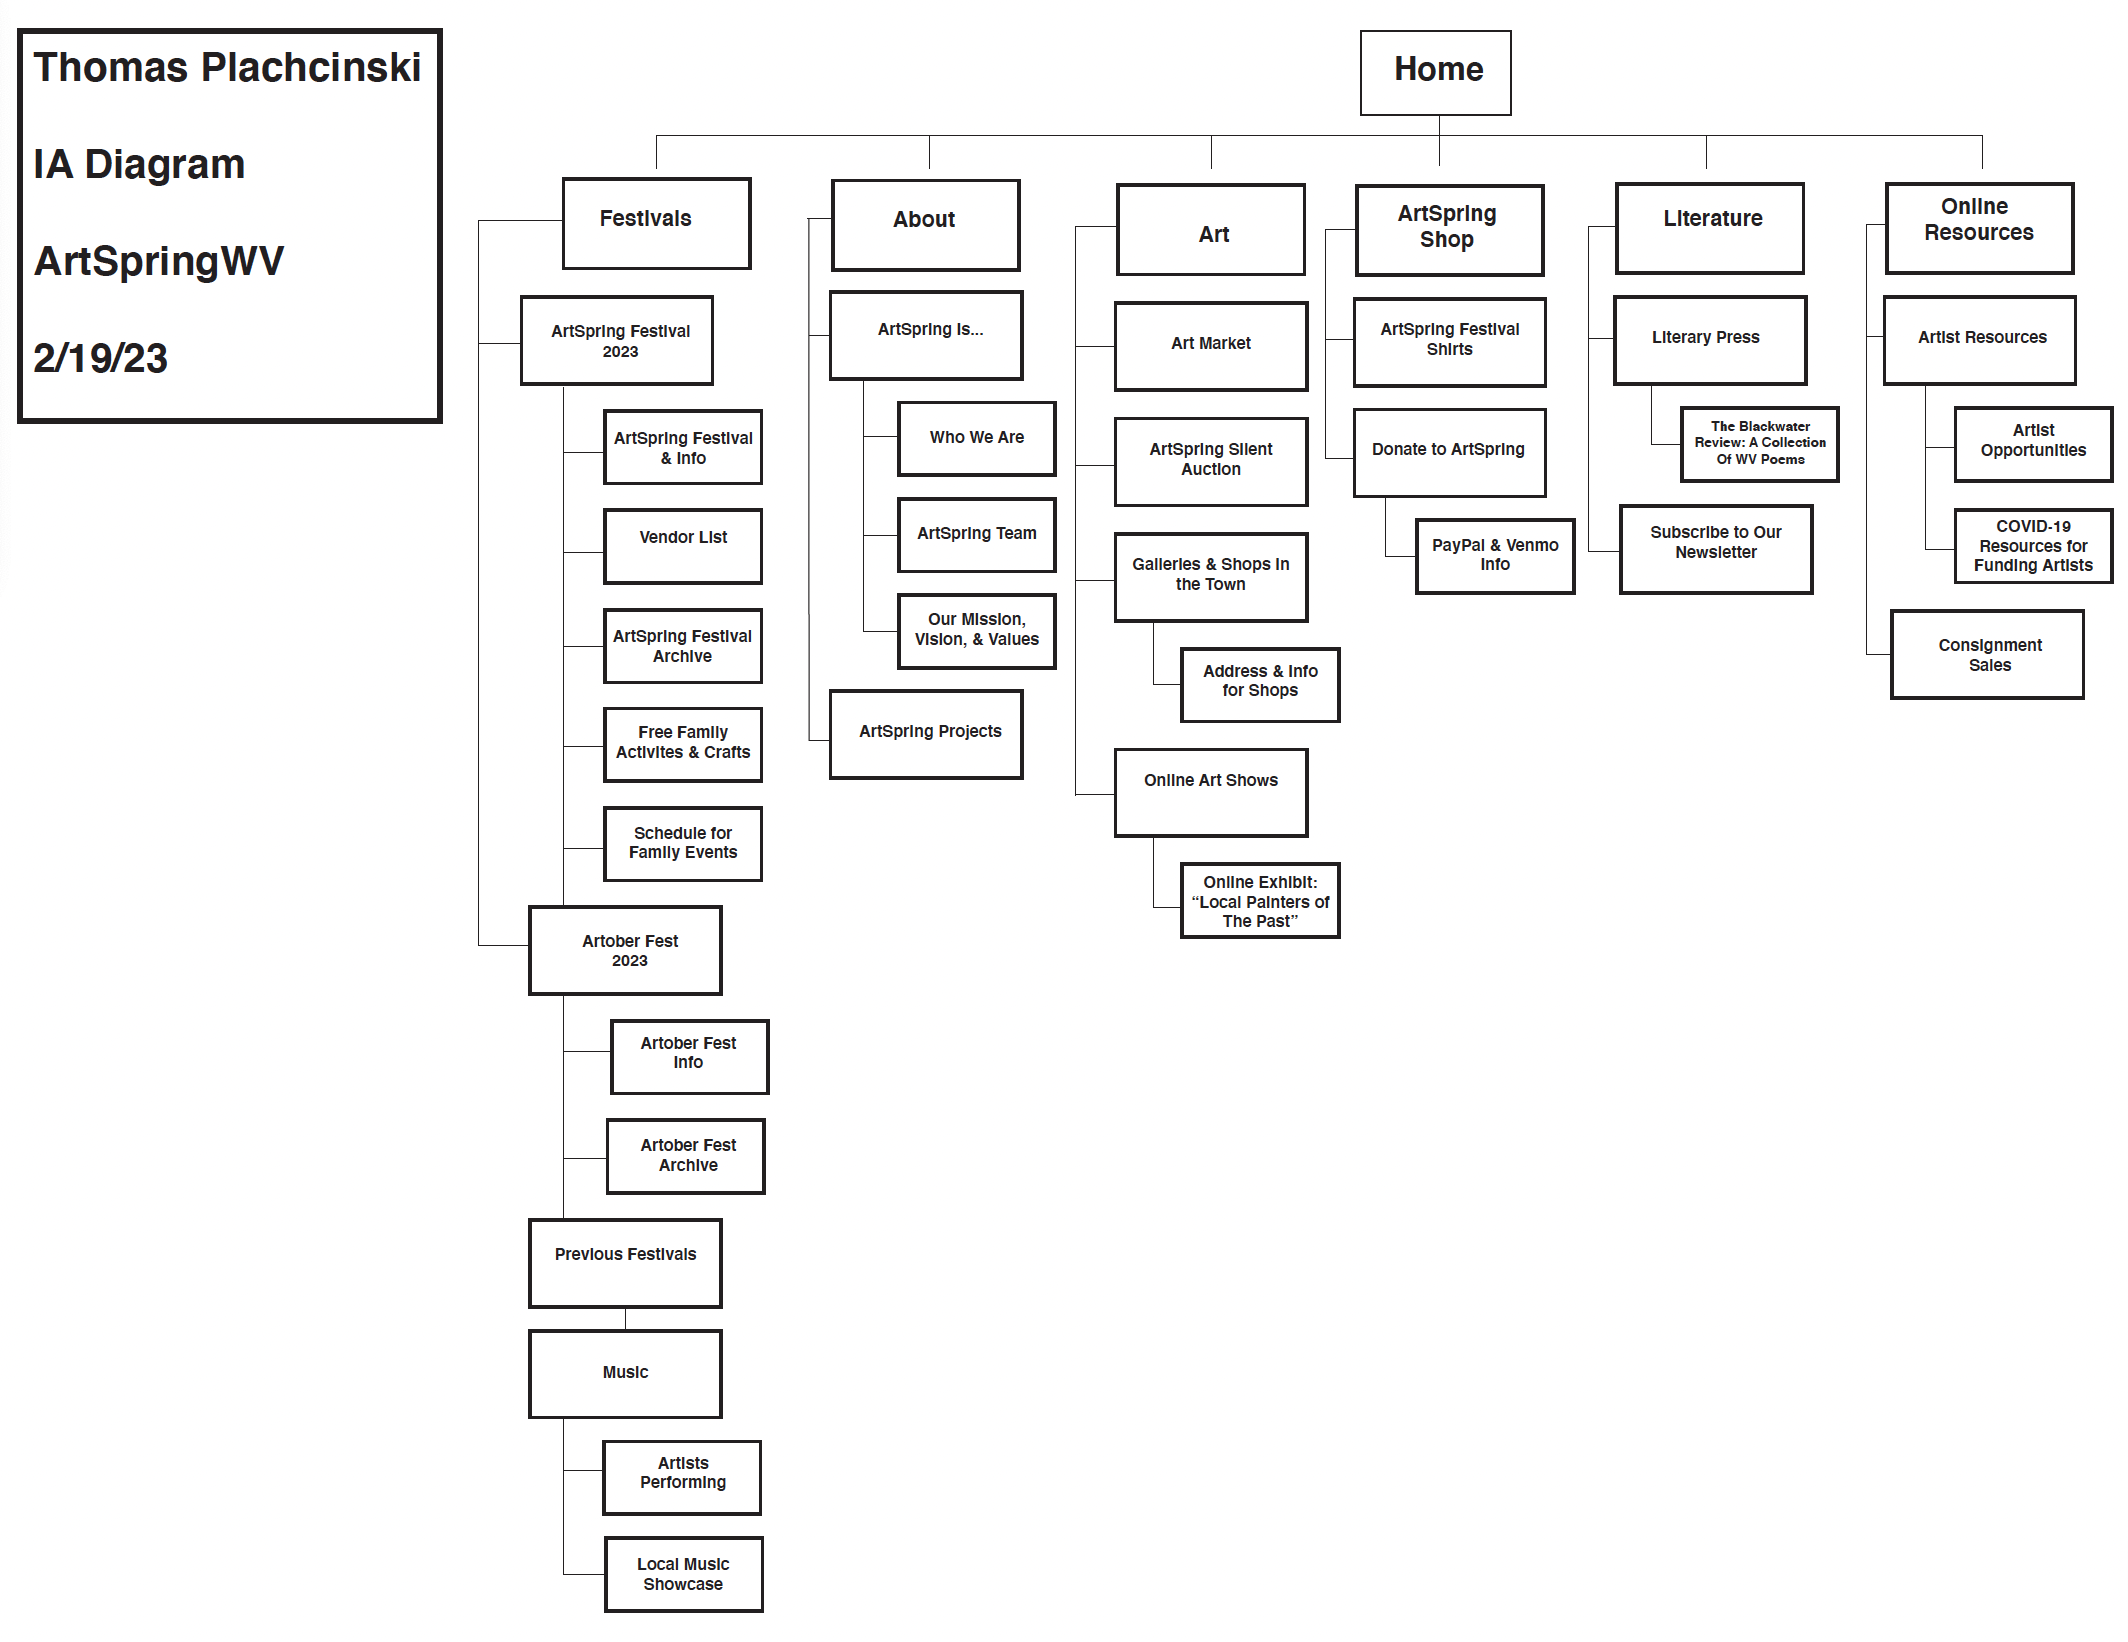 Thomas Plachcinski
IA Diagram
ArtSpringWV
2/19/23
Home
Festivals
ArtSpring Festival
2023
ArtSpring Festival
& Info
Vendor List
ArtSpring Festival
Archive
Free Family
Activites & Crafts
Schedule for
Family Events
Artober Fest
2023
Artober Fest
Info
Artober Fest
Archive
Previous Festivals
Music
Artists
Performing
Local Music
Showcase
About
ArtSpring is...
Who We Are
ArtSpring Team
Our Mission,
Vision, & Values
ArtSpring Projects
Art
Art Market
ArtSpring Silent
Auction
Galleries & Shops in
the Town
Address & Info
for Shops
Online Art Shows
Online Exhibit:
“Local Painters of
The Past”
ArtSpring
Shop
ArtSpring Festival
Shirts
Donate to ArtSpring
PayPal & Venmo
Info
Literature
Literary Press
The Blackwater
Review: A Collection
Of WV Poems
Subscribe to Our
Newsletter
Online
Resources
Artist Resources
Artist
Opportunities
COVID-19
Resources for
Funding Artists
Consignment
Sales